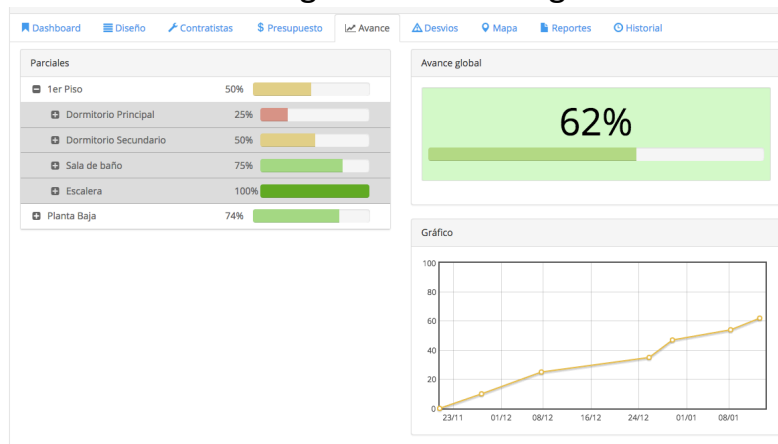 Dashboard Diseño Contratistas $ Presupuesto Avance Desvios Mapa Reportes Historial
Parciales
1er Piso 50%
Dormitorio Principal 25%
Dormitorio Secundario 50%
Sala de baño 75%
Escalera 100%
Planta Baja 74%
Avance global
62%
Gráfico
100
80
60
40
20
0
23/11 01/12 08/12 16/12 24/12 01/01 08/01